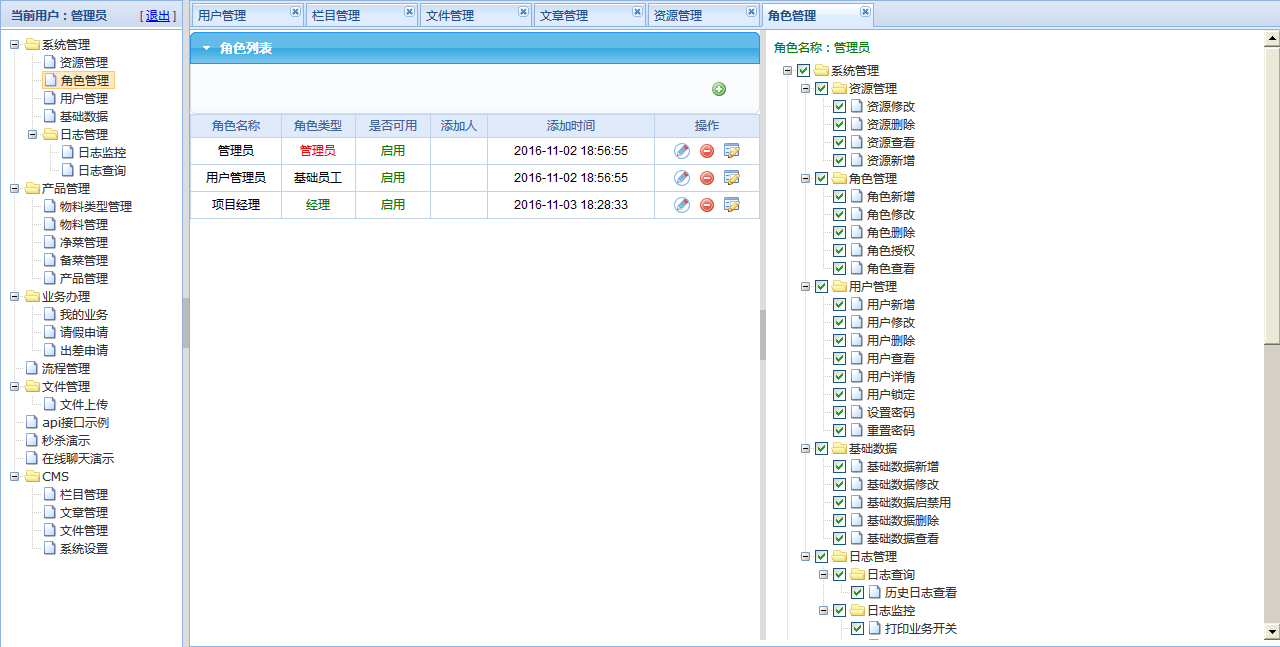 当前用户：管理员 [ 退出 ]
系统管理
资源管理
角色管理
用户管理
基础数据
日志管理
日志监控
日志查询
产品管理
物料类型管理
物料管理
净菜管理
备菜管理
产品管理
业务办理
我的业务
请假申请
出差申请
流程管理
文件管理
文件上传
api接口示例
秒杀演示
在线聊天演示
CMS
栏目管理
文章管理
文件管理
系统设置
用户管理 栏目管理 文件管理 文章管理 资源管理 角色管理
角色列表
角色名称 角色类型 是否可用 添加人 添加时间 操作
管理员 管理员 启用 2016-11-02 18:56:55
用户管理员 基础员工 启用 2016-11-02 18:56:55
项目经理 经理 启用 2016-11-03 18:28:33
角色名称：管理员
系统管理
资源管理
资源修改
资源删除
资源查看
资源新增
角色管理
角色新增
角色修改
角色删除
角色授权
角色查看
用户管理
用户新增
用户修改
用户删除
用户查看
用户详情
用户锁定
设置密码
重置密码
基础数据
基础数据新增
基础数据修改
基础数据启禁用
基础数据删除
基础数据查看
日志管理
日志查询
历史日志查看
日志监控
打印业务开关